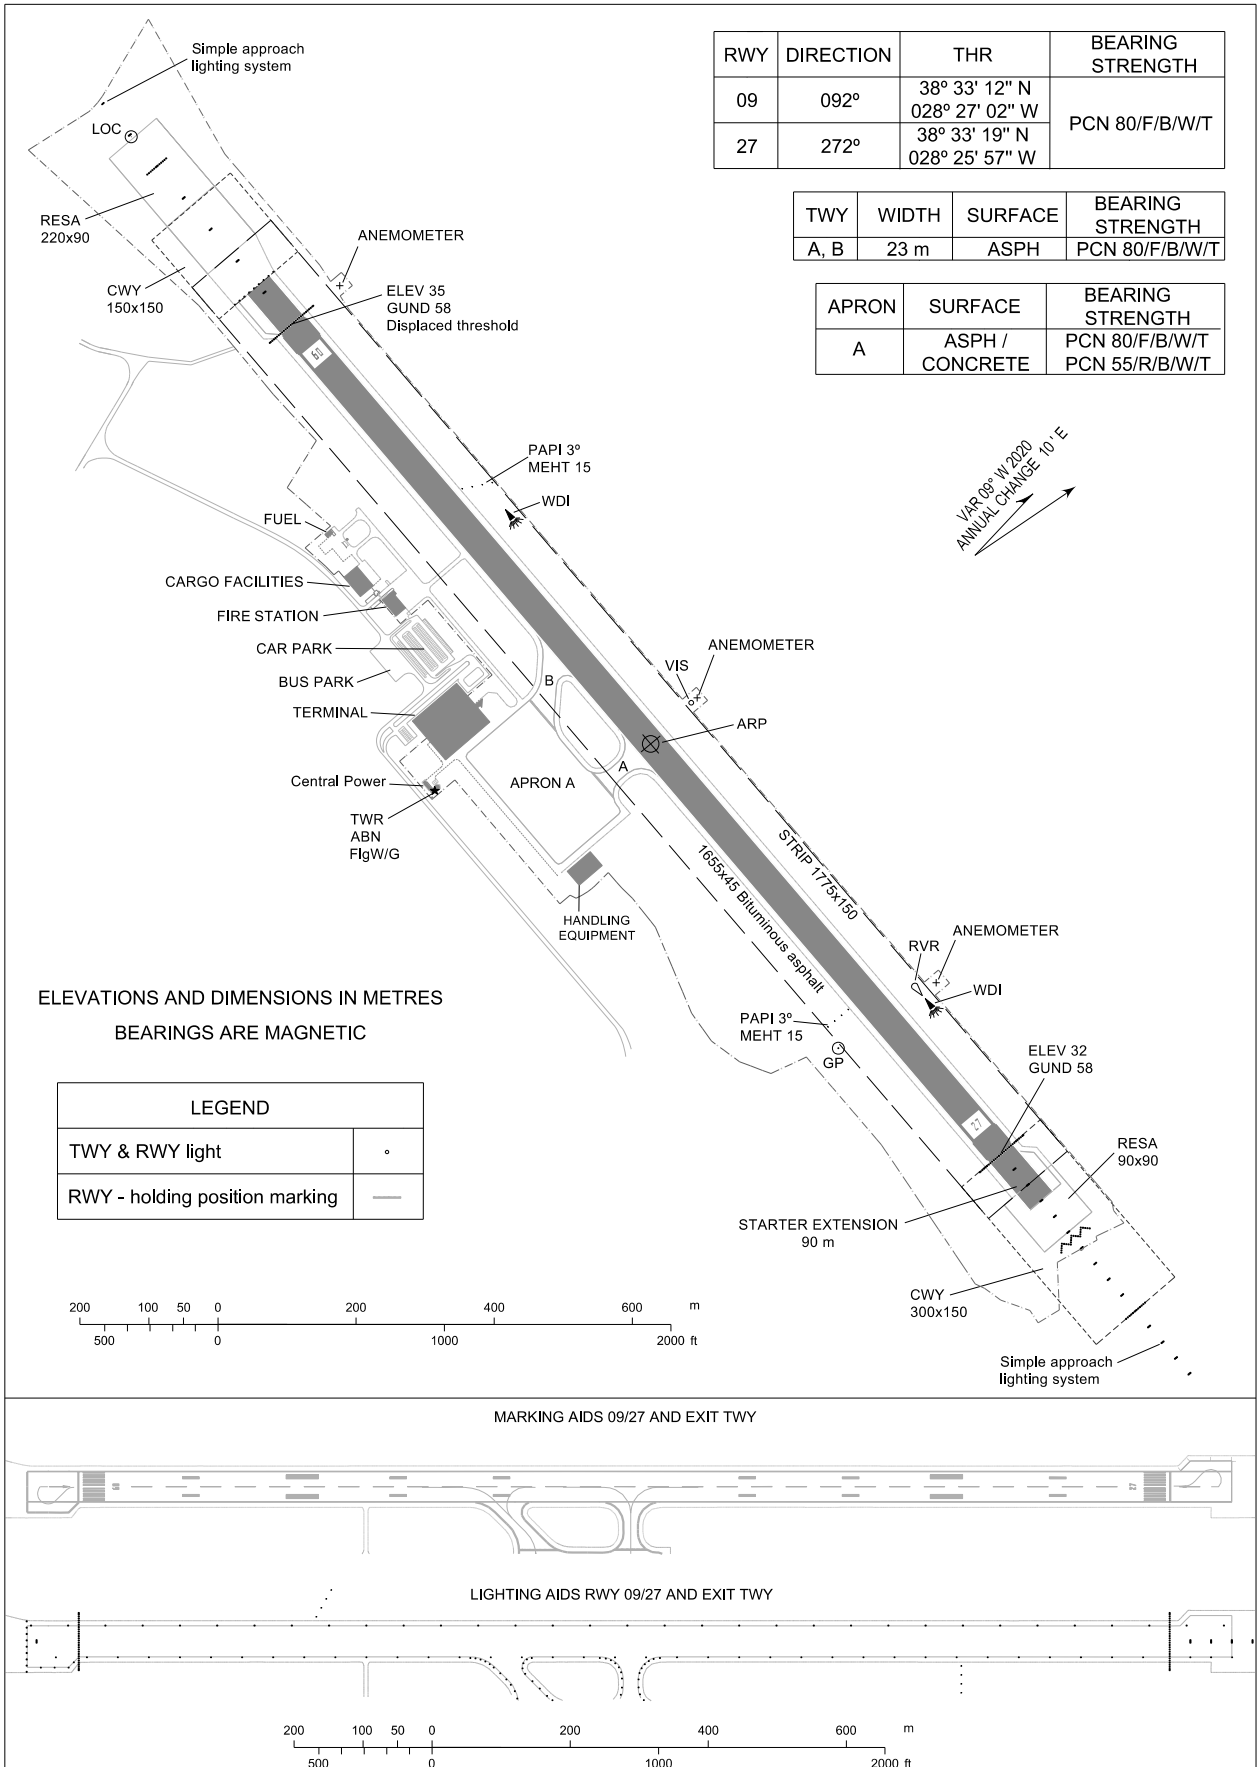 Simple approach
lighting system
LOC
RESA
220x90
CWY
150x150
ANEMOMETER
ELEV 35
GUND 58
Displaced threshold
09
RWY DIRECTION THR BEARING STRENGTH
09 092º 38º 33' 12" N
028º 27' 02" W
PCN 80/F/B/W/T
27 272º 38º 33' 19" N
028º 25' 57" W
TWY WIDTH SURFACE BEARING STRENGTH
A, B 23 m ASPH PCN 80/F/B/W/T
APRON SURFACE BEARING STRENGTH
A ASPH / CONCRETE PCN 80/F/B/W/T
PCN 55/R/B/W/T
VAR 09° W 2020
ANNUAL CHANGE 10' E
PAPI 3º
MEHT 15
WDI
FUEL
CARGO FACILITIES
FIRE STATION
CAR PARK
BUS PARK
TERMINAL
Central Power
TWR
ABN
FlgW/G
B
A
APRON A
HANDLING
EQUIPMENT
VIS
ANEMOMETER
ARP
STRIP 1775x150
1655x45 Bituminous asphalt
RVR
ANEMOMETER
WDI
PAPI 3º
MEHT 15
GP
ELEV 32
GUND 58
27
RESA
90x90
STARTER EXTENSION
90 m
CWY
300x150
Simple approach
lighting system
ELEVATIONS AND DIMENSIONS IN METRES
BEARINGS ARE MAGNETIC
LEGEND
TWY & RWY light
RWY - holding position marking
200 100 50 0 200 400 600 m
500 0 1000 2000 ft
MARKING AIDS 09/27 AND EXIT TWY
09
27
LIGHTING AIDS RWY 09/27 AND EXIT TWY
200 100 50 0 200 400 600 m
500 0 1000 2000 ft